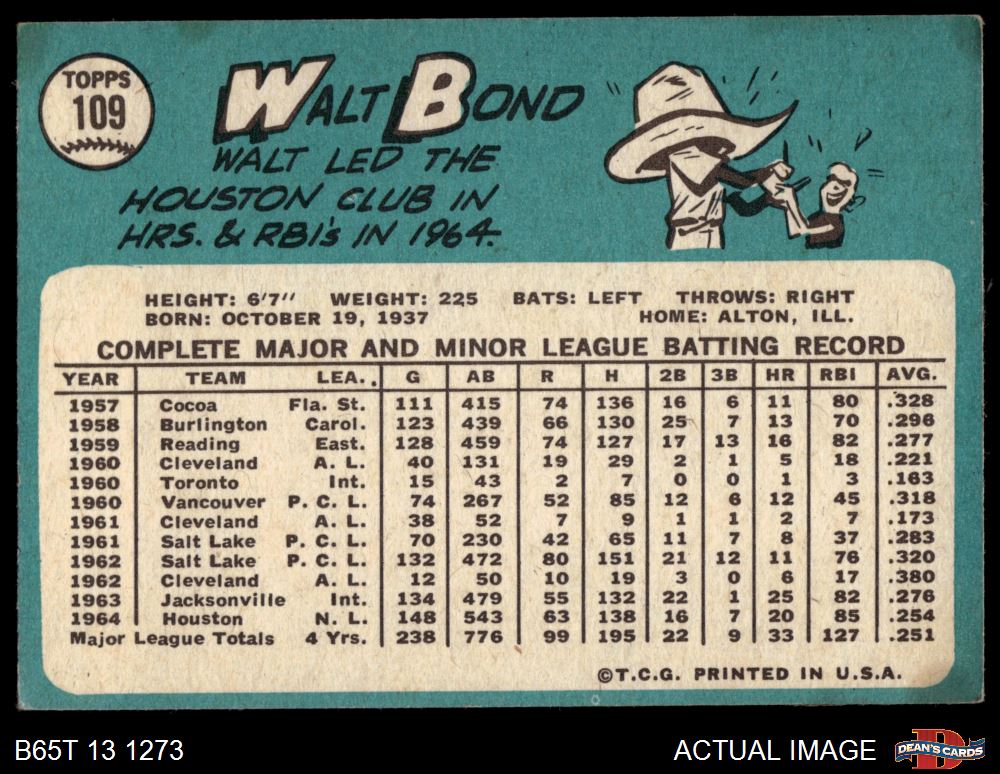 TOPPS
109
WALT BOND
WALT LED THE
HOUSTON CLUB IN
HRS. & RBI's IN 1964.
HEIGHT: 6'7" WEIGHT: 225 BATS: LEFT THROWS: RIGHT
BORN: OCTOBER 19, 1937 HOME: ALTON, ILL.
COMPLETE MAJOR AND MINOR LEAGUE BATTING RECORD
YEAR TEAM LEA. G AB R H 2B 3B HR RBI AVG.
1957 Cocoa Fla. St. 111 415 74 136 16 6 11 80 .328
1958 Burlington Carol. 123 439 66 130 25 7 13 70 .296
1959 Reading East. 128 459 74 127 17 13 16 82 .277
1960 Cleveland A. L. 40 131 19 29 2 1 5 18 .221
1960 Toronto Int. 15 43 2 7 0 0 1 3 .163
1960 Vancouver P. C. L. 74 267 52 85 12 6 12 45 .318
1961 Cleveland A. L. 38 52 7 9 1 1 2 7 .173
1961 Salt Lake P. C. L. 70 230 42 65 11 7 8 37 .283
1962 Salt Lake P. C. L. 132 472 80 151 21 12 11 76 .320
1962 Cleveland A. L. 12 50 10 19 3 0 6 17 .380
1963 Jacksonville Int. 134 479 55 132 22 1 25 82 .276
1964 Houston N. L. 148 543 63 138 16 7 20 85 .254
Major League Totals 4 Yrs. 238 776 99 195 22 9 33 127 .251
©T.C.G. PRINTED IN U.S.A.
B65T 13 1273 ACTUAL IMAGE DEAN'S CARDS